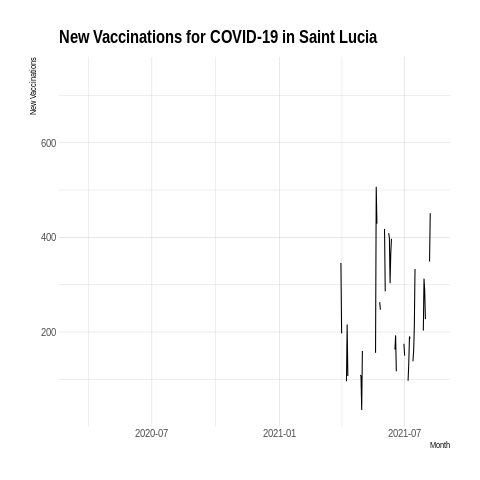 New Vaccinations for COVID-19 in Saint Lucia
New Vaccinations
600
400
200
2020-07
2021-01
2021-07
Month